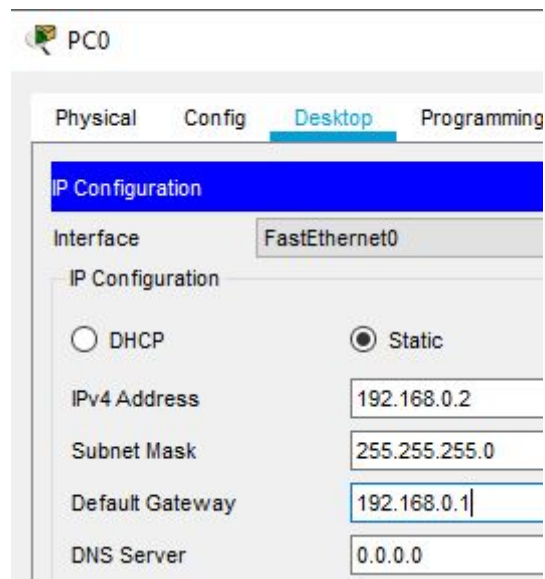 PC0
Physical Config Desktop Programming
IP Configuration
Interface FastEthernet0
IP Configuration
DHCP Static
IPv4 Address 192.168.0.2
Subnet Mask 255.255.255.0
Default Gateway 192.168.0.1
DNS Server 0.0.0.0